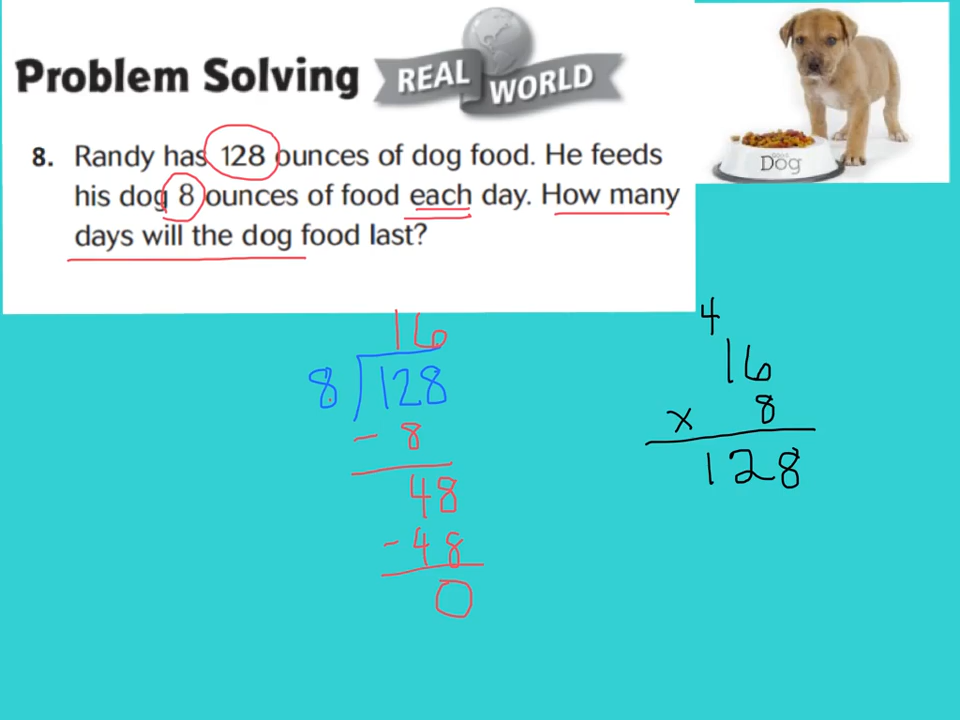 Problem Solving REAL WORLD
8. Randy has 128 ounces of dog food. He feeds
his dog 8 ounces of food each day. How many
days will the dog food last?
Dog
16
8 128
- 8
48
- 48
0
4
16
x 8
128